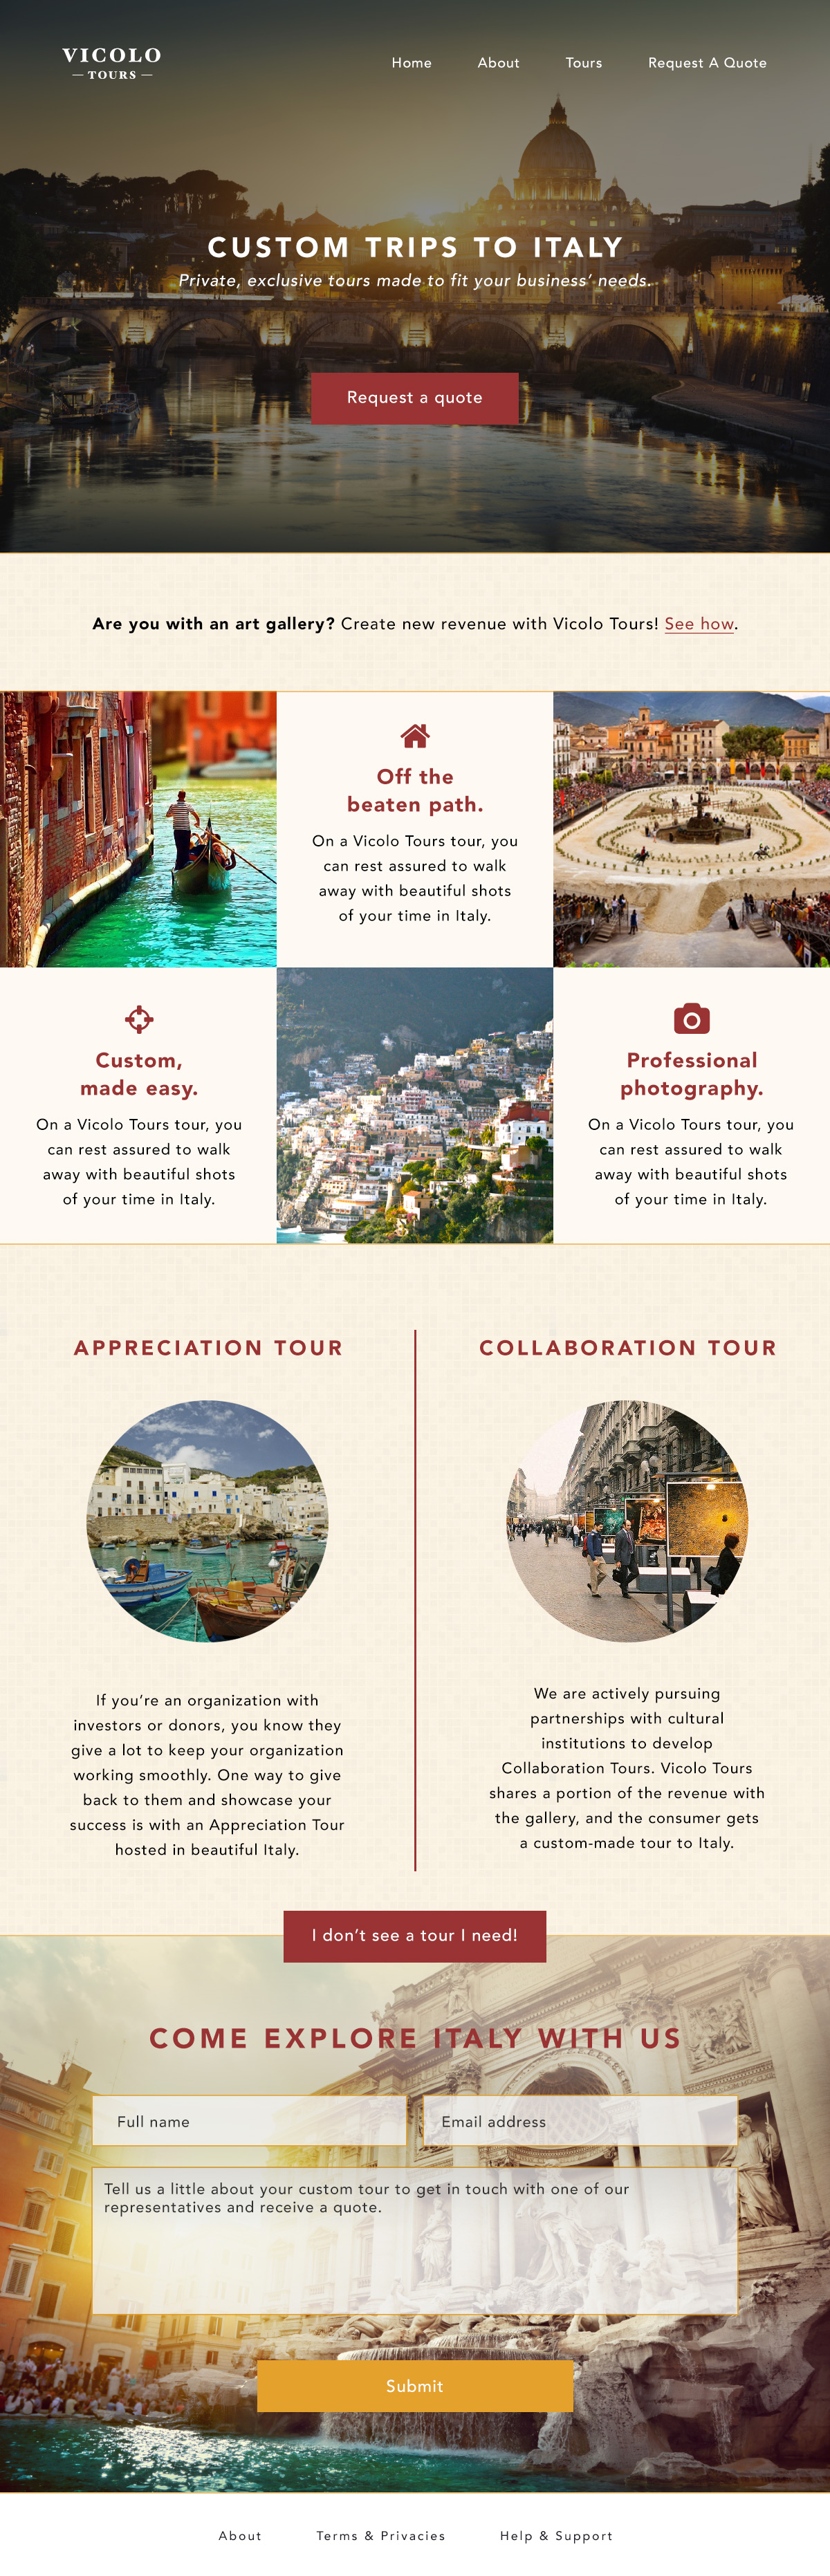 VICOLO
— TOURS —
Home About Tours Request A Quote
CUSTOM TRIPS TO ITALY
Private, exclusive tours made to fit your business’ needs.
Request a quote
Are you with an art gallery? Create new revenue with Vicolo Tours! See how.
Off the
beaten path.
On a Vicolo Tours tour, you
can rest assured to walk
away with beautiful shots
of your time in Italy.
Custom,
made easy.
On a Vicolo Tours tour, you
can rest assured to walk
away with beautiful shots
of your time in Italy.
Professional
photography.
On a Vicolo Tours tour, you
can rest assured to walk
away with beautiful shots
of your time in Italy.
APPRECIATION TOUR
If you’re an organization with
investors or donors, you know they
give a lot to keep your organization
working smoothly. One way to give
back to them and showcase your
success is with an Appreciation Tour
hosted in beautiful Italy.
COLLABORATION TOUR
We are actively pursuing
partnerships with cultural
institutions to develop
Collaboration Tours. Vicolo Tours
shares a portion of the revenue with
the gallery, and the consumer gets
a custom-made tour to Italy.
I don’t see a tour I need!
COME EXPLORE ITALY WITH US
Full name
Email address
Tell us a little about your custom tour to get in touch with one of our
representatives and receive a quote.
Submit
About Terms & Privacies Help & Support